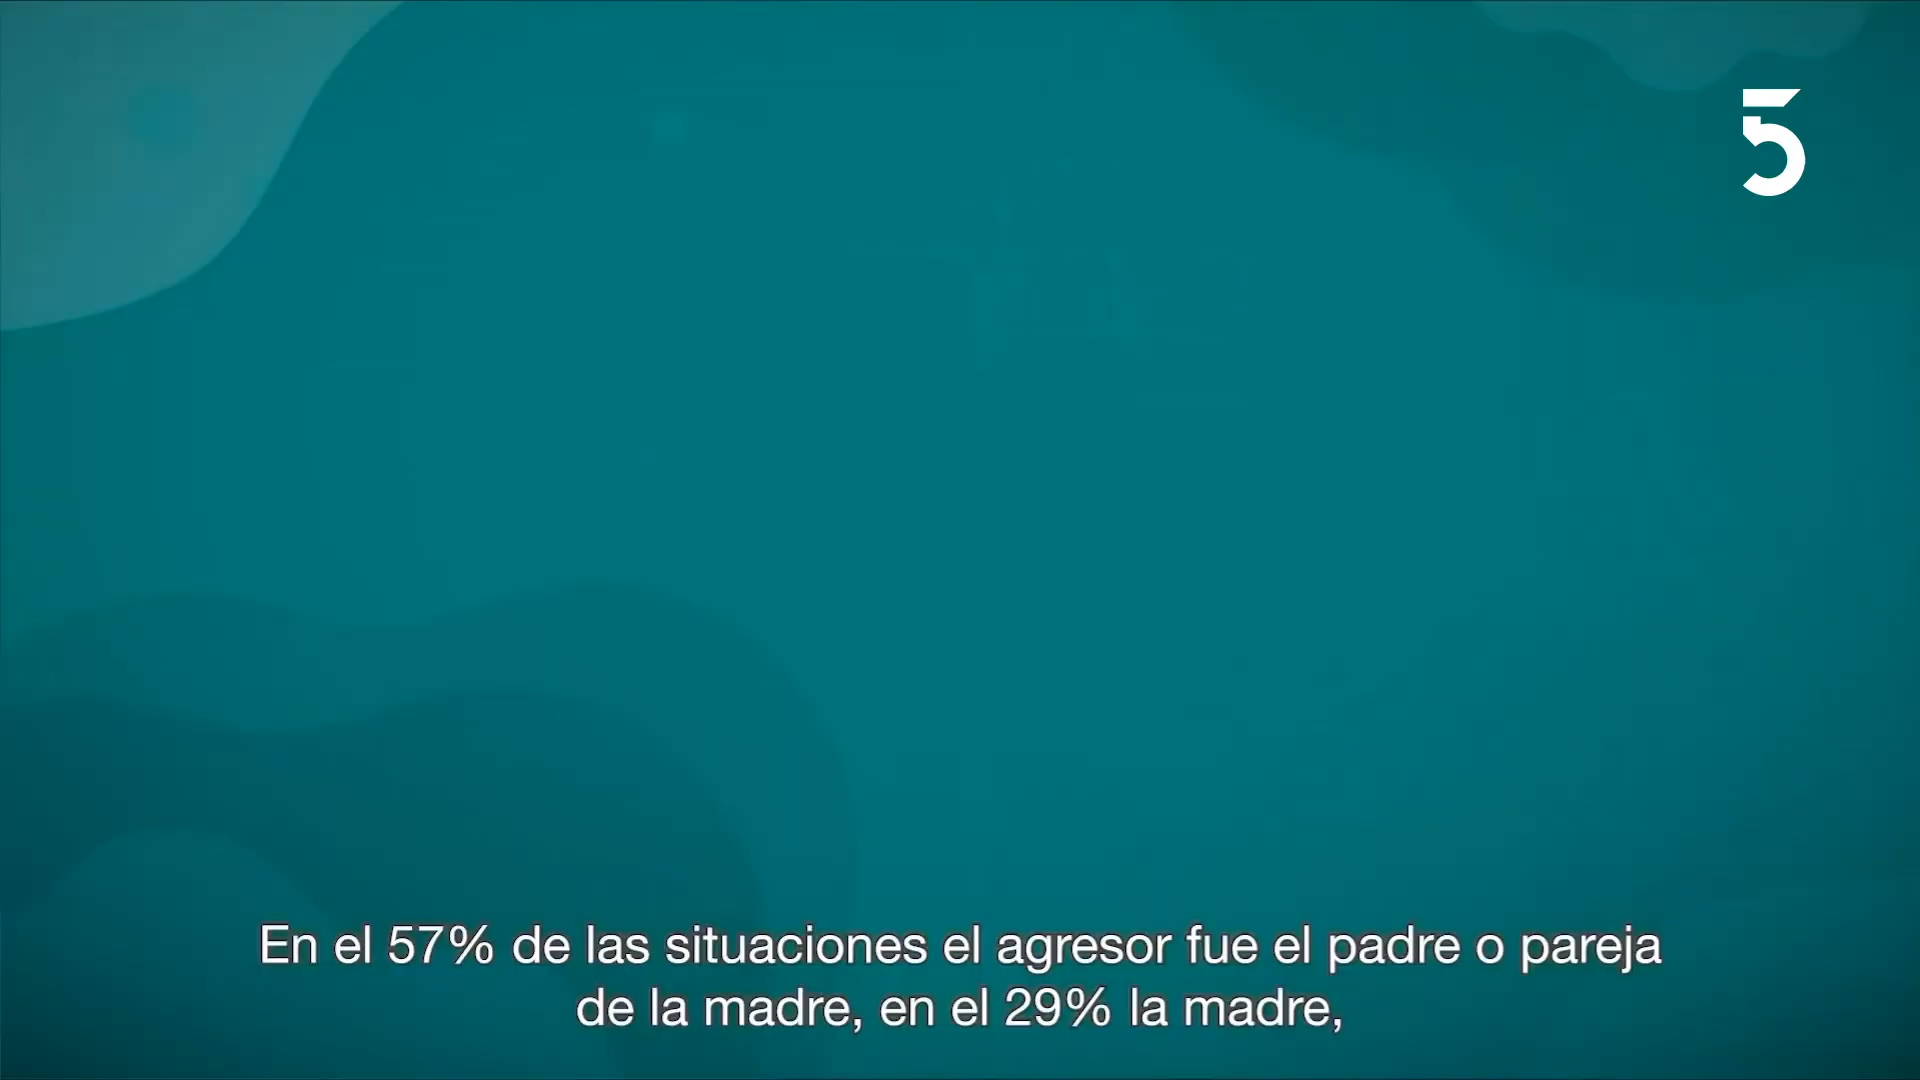 5
En el 57% de las situaciones el agresor fue el padre o pareja
de la madre, en el 29% la madre,